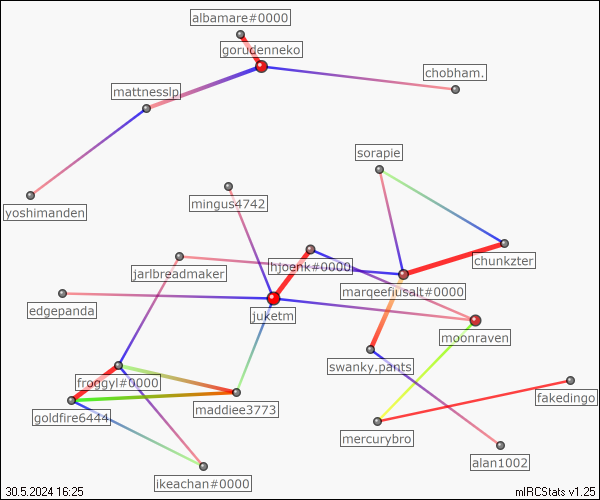 albamare#0000
gorudenneko
chobham.
mattnesslp
sorapie
yoshimanden
mingus4742
chunkzter
hjoenk#0000
jarlbreadmaker
marqeefiusalt#0000
edgepanda
juketm
moonraven
swanky.pants
froggyl#0000
fakedingo
maddiee3773
goldfire6444
mercurybro
alan1002
ikeachan#0000
30.5.2024 16:25
mIRCStats v1.25